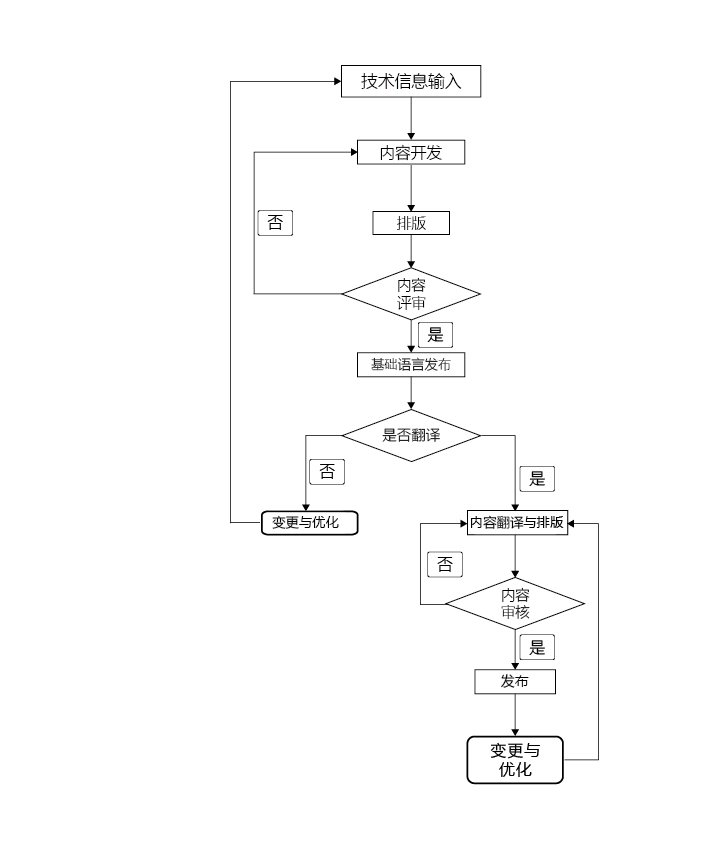 技术信息输入
内容开发
否
排版
内容
评审
是
基础语言发布
是否翻译
否
是
变更与优化
内容翻译与排版
否
内容
审核
是
发布
变更与
优化